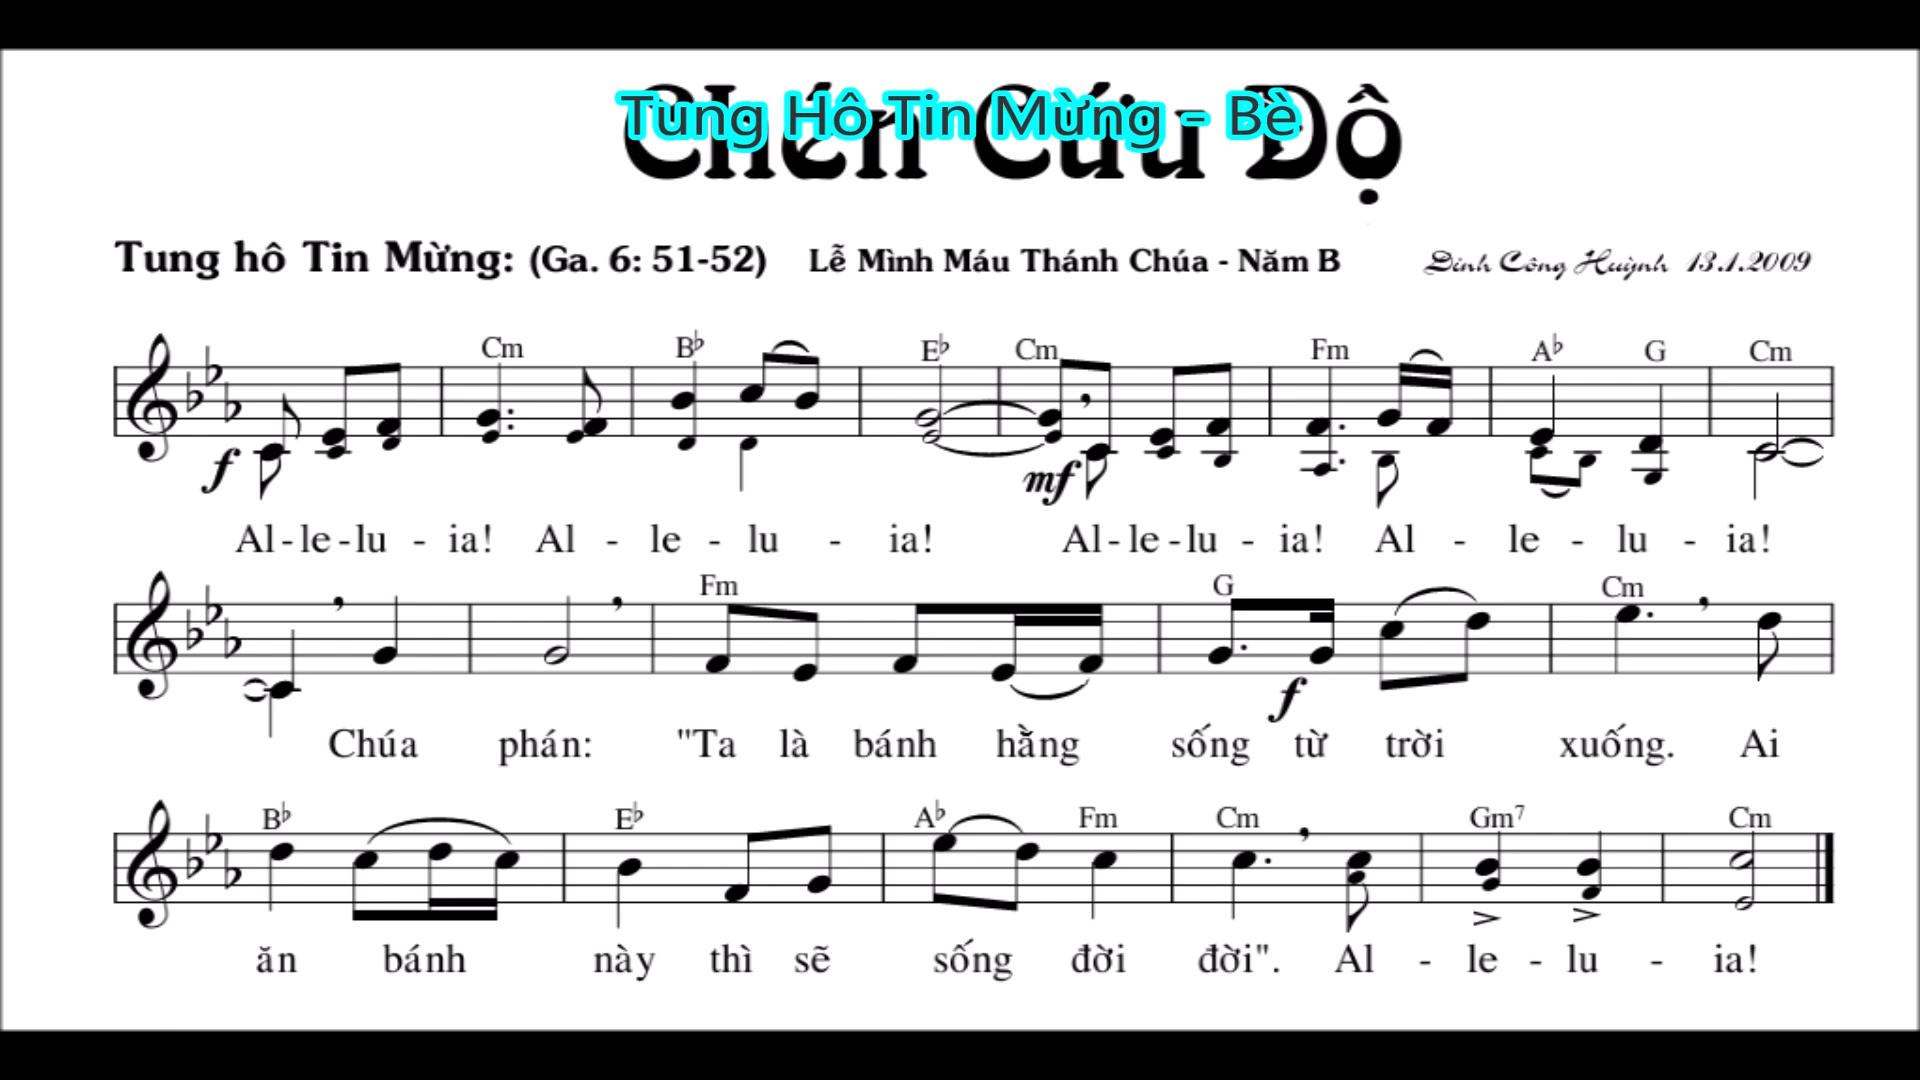 Chén Cứu Độ
Tung Hô Tin Mừng - Bè
Tung hô Tin Mừng: (Ga. 6: 51-52) Lễ Mình Máu Thánh Chúa - Năm B Đinh Công Huỳnh 13.1.2009
Cm B♭ E♭ Cm Fm A♭ G Cm
f mf
Al-le-lu-ia! Al-le-lu-ia! Al-le-lu-ia! Al-le-lu-ia!
Fm G Cm
f
Chúa phán: "Ta là bánh hằng sống từ trời xuống. Ai
B♭ E♭ A♭ Fm Cm Gm7 Cm
ăn bánh này thì sẽ sống đời đời". Al-le-lu-ia!